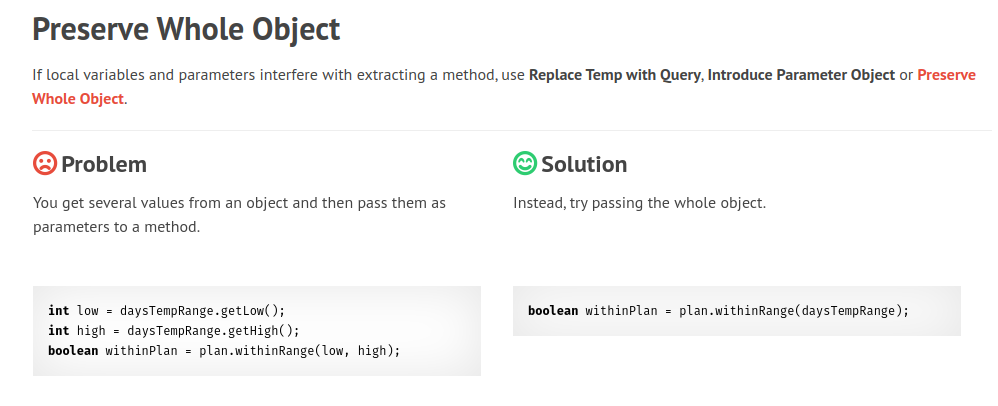 Preserve Whole Object
If local variables and parameters interfere with extracting a method, use Replace Temp with Query, Introduce Parameter Object or Preserve
Whole Object.
Problem
You get several values from an object and then pass them as
parameters to a method.
int low = daysTempRange.getLow();
int high = daysTempRange.getHigh();
boolean withinPlan = plan.withinRange(low, high);
Solution
Instead, try passing the whole object.
boolean withinPlan = plan.withinRange(daysTempRange);